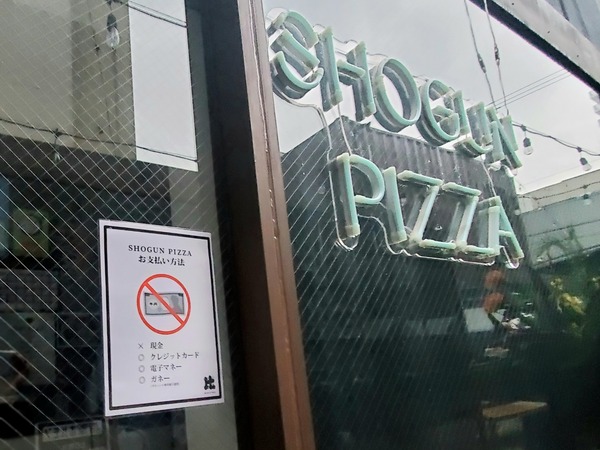 SHOGUN
PIZZA
SHOGUN PIZZA
お支払い方法
× 現金
◎ クレジットカード
◎ 電子マネー
◎ ガネー